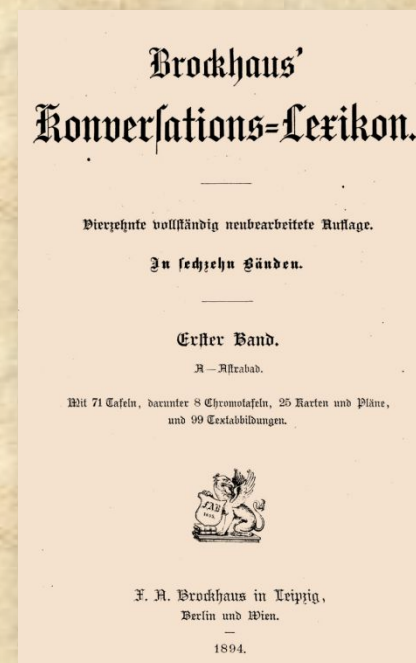 Brockhaus’
Konverſations-Lexikon.
Vierzehnte vollſtändig neubearbeitete Auflage.
In ſechzehn Bänden.
Erſter Band.
A — Aſtrabad.
Mit 71 Tafeln, darunter 8 Chromotafeln, 25 Karten und Pläne,
und 99 Textabbildungen.
F. A. Brockhaus in Leipzig,
Berlin und Wien.
1894.